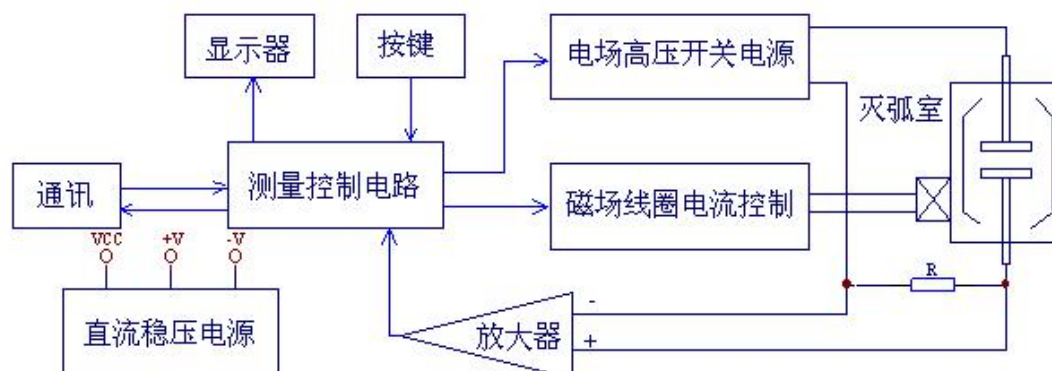 显示器
按键
电场高压开关电源
灭弧室
通讯
测量控制电路
磁场线圈电流控制
VCC
+V
-V
R
直流稳压电源
放大器
-
+